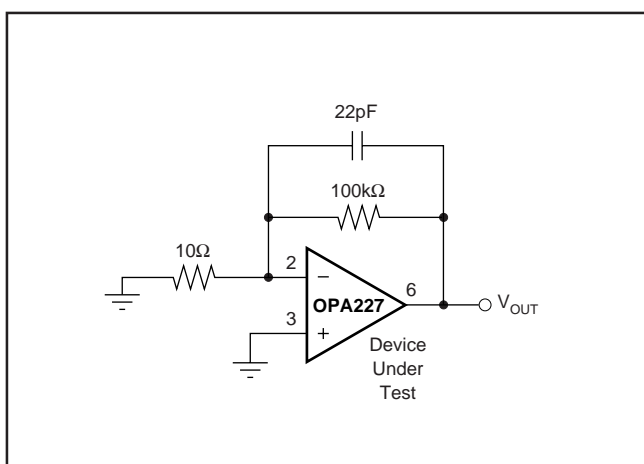 22pF
100kΩ
10Ω
2
6
OPA227
V_OUT
3
Device
Under
Test
−
+